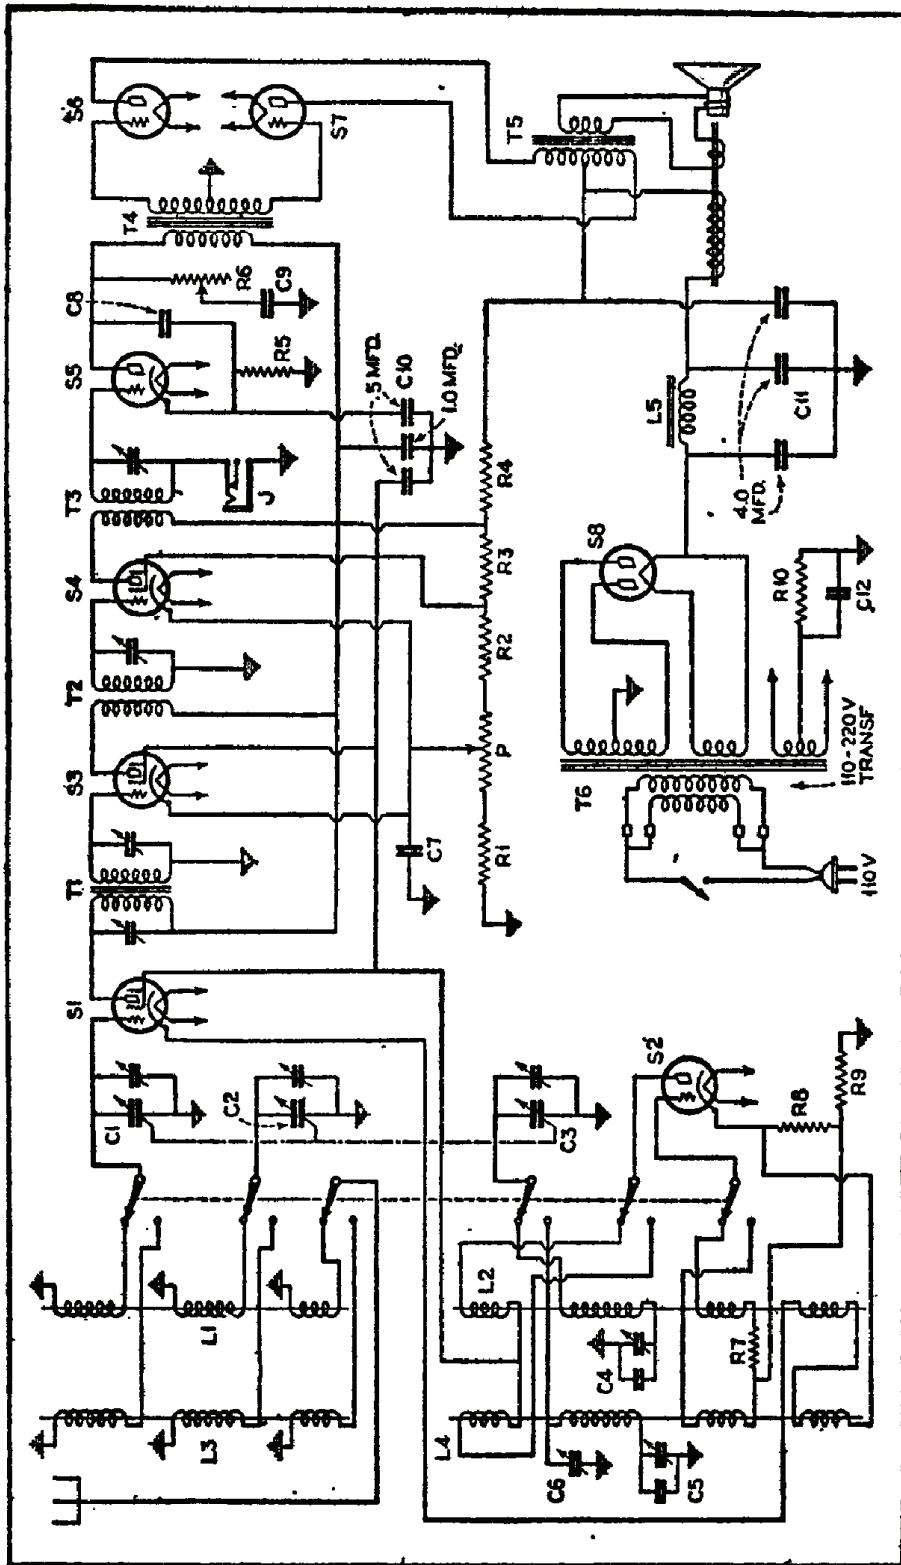 S1
S3
S4
S5
S6
S7
T1
T2
T3
T4
T5
C8
R6
C9
R5
J
.5 MFD.
C10
1.0 MFD.
C7
R1
P
R2
R3
R4
C1
C2
C3
S2
R8
R9
L1
L3
L2
L4
C4
R7
C6
C5
L5
S8
4.0
MFD.
C11
R10
C12
T6
110-220V
TRANSF
110V